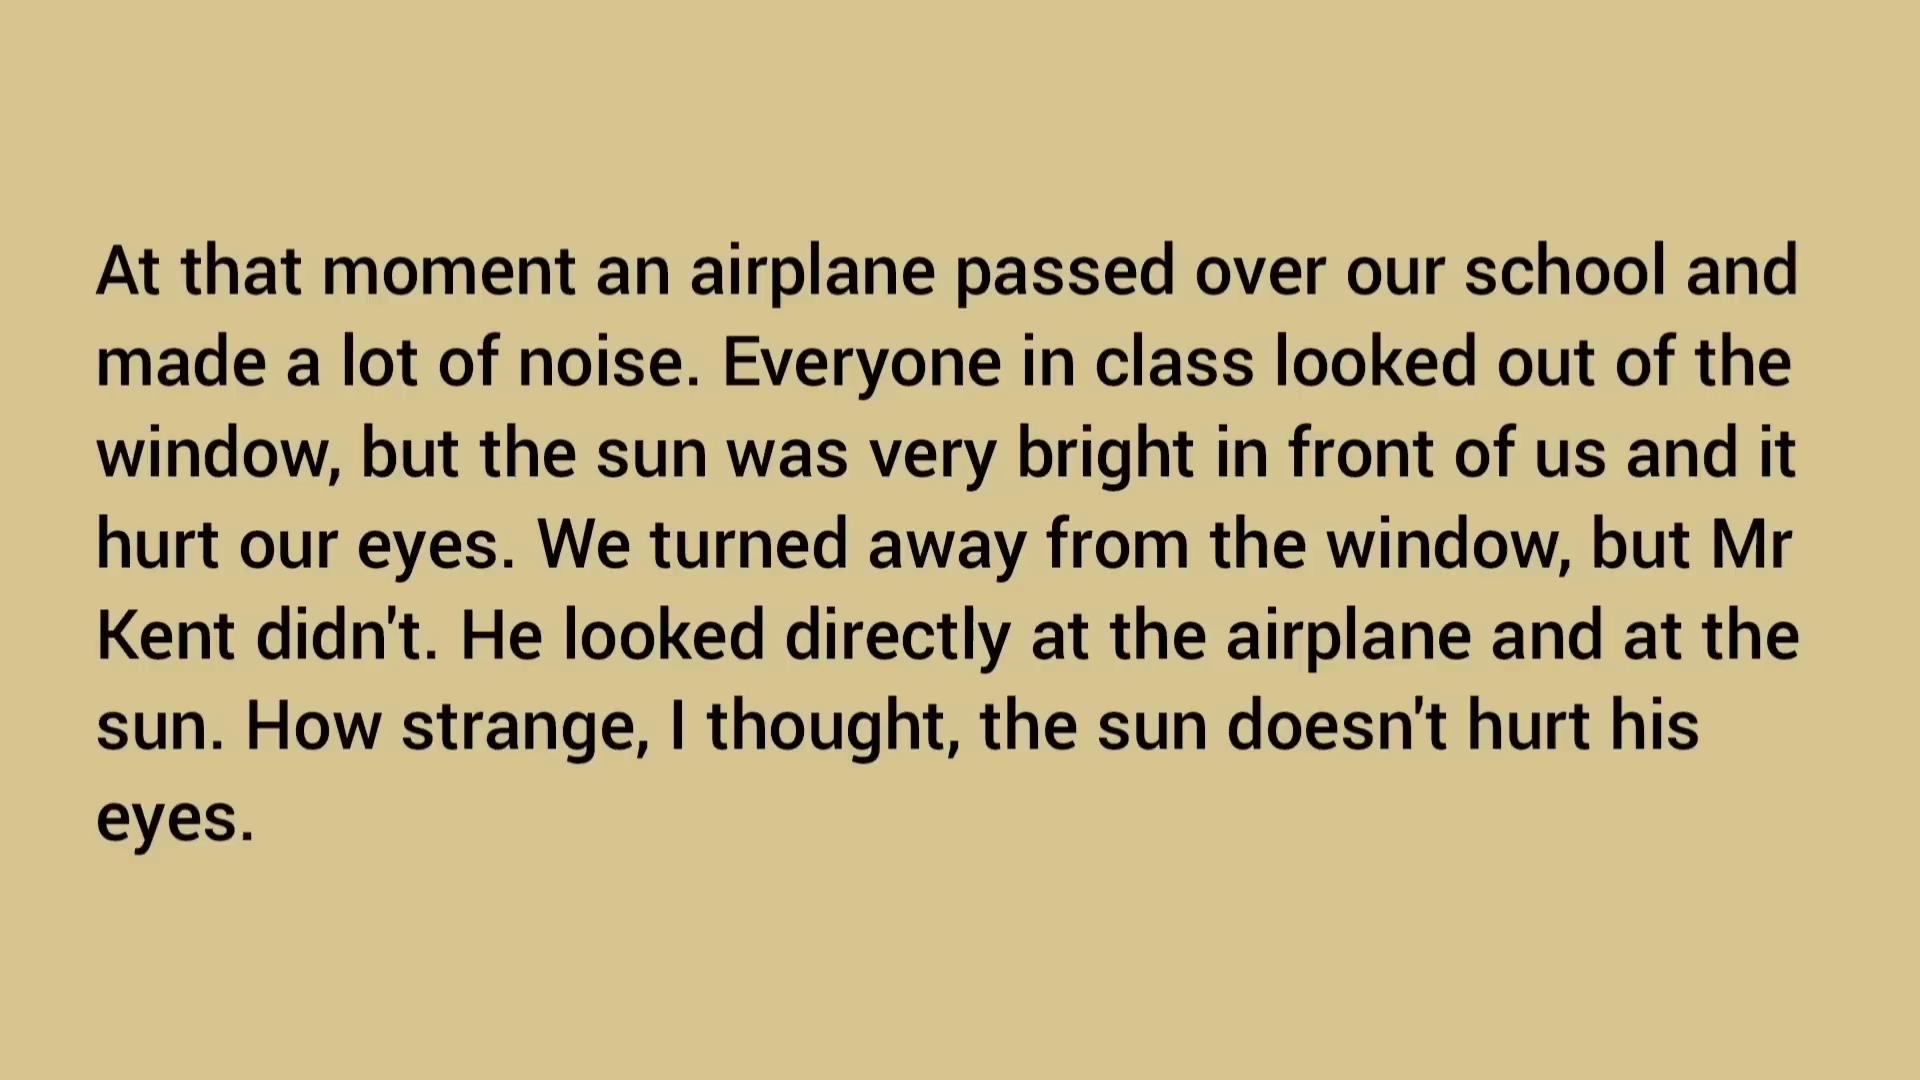 At that moment an airplane passed over our school and
made a lot of noise. Everyone in class looked out of the
window, but the sun was very bright in front of us and it
hurt our eyes. We turned away from the window, but Mr
Kent didn't. He looked directly at the airplane and at the
sun. How strange, I thought, the sun doesn't hurt his
eyes.